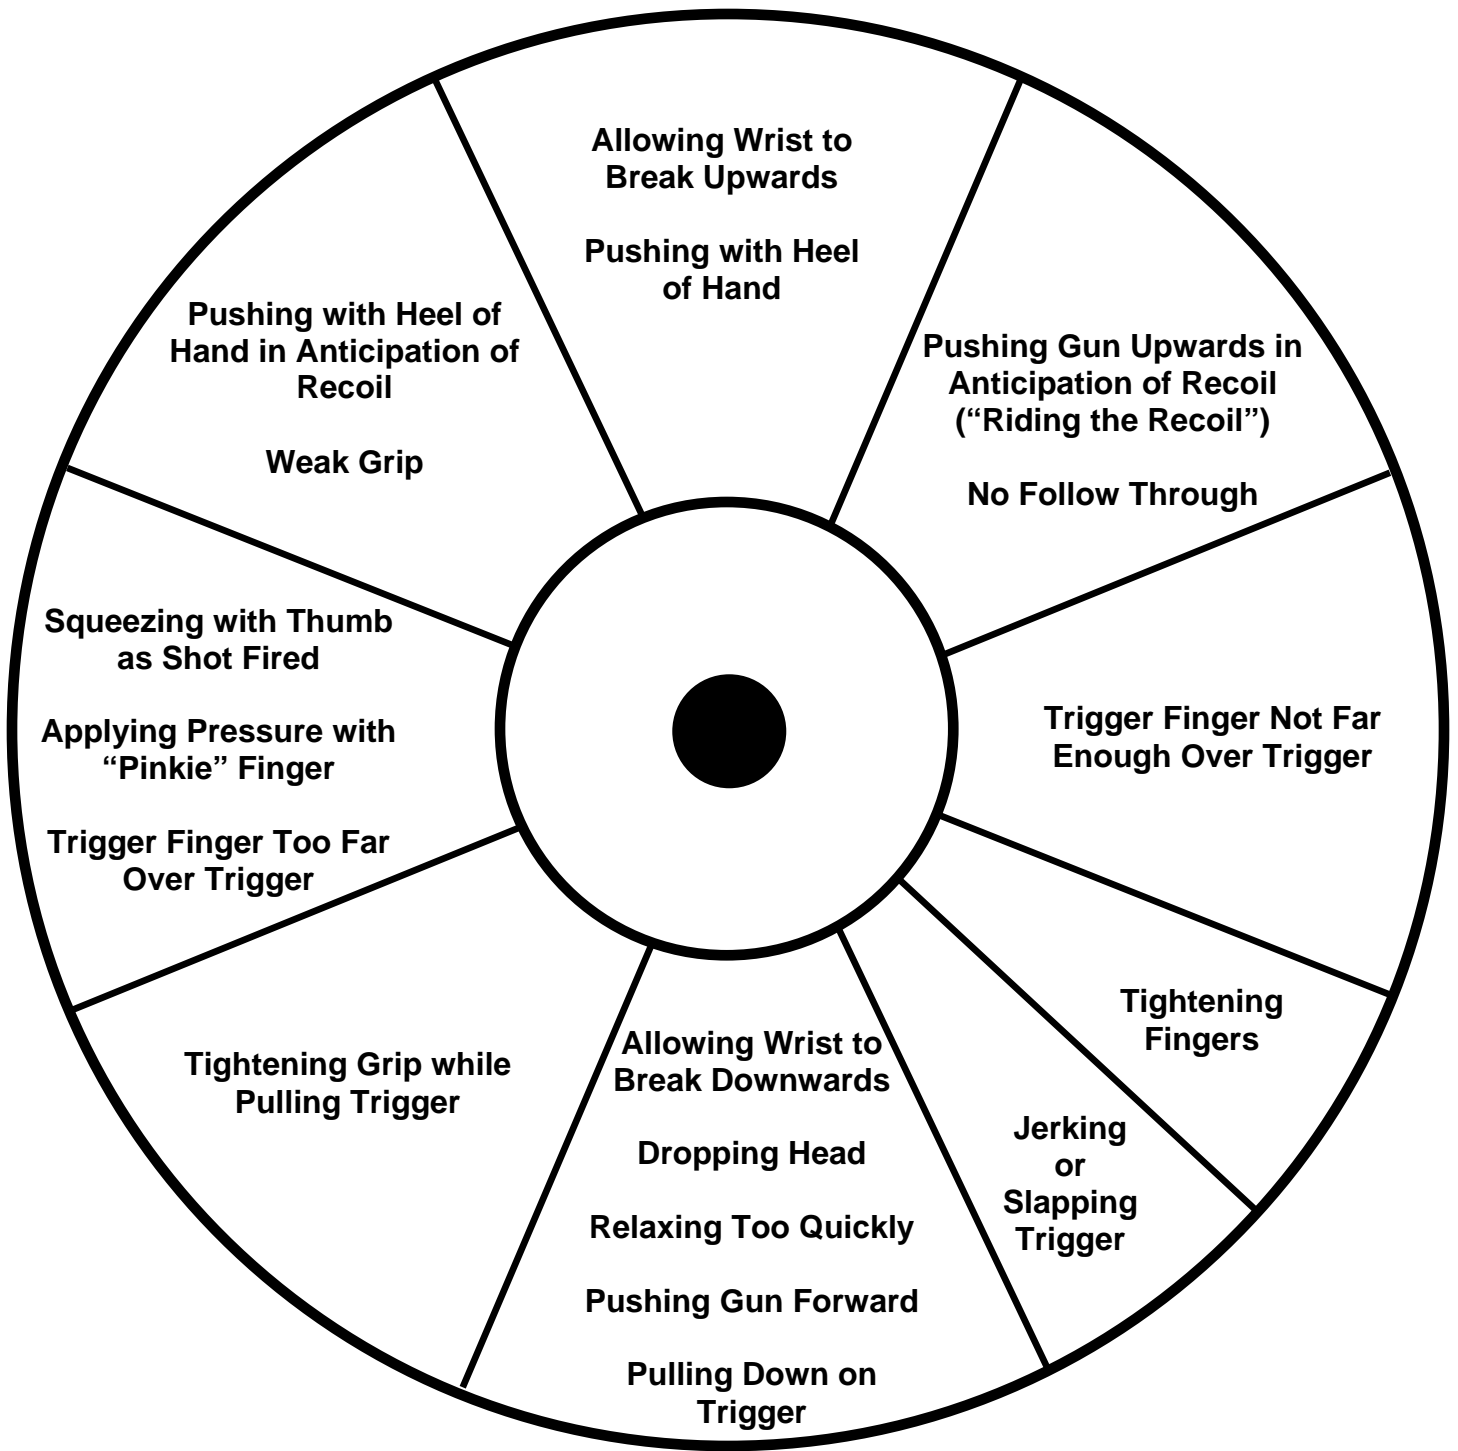 Allowing Wrist to
Break Upwards
Pushing with Heel
of Hand
Pushing Gun Upwards in
Anticipation of Recoil
(“Riding the Recoil”)
No Follow Through
Trigger Finger Not Far
Enough Over Trigger
Tightening
Fingers
Jerking
or
Slapping
Trigger
Allowing Wrist to
Break Downwards
Dropping Head
Relaxing Too Quickly
Pushing Gun Forward
Pulling Down on
Trigger
Tightening Grip while
Pulling Trigger
Squeezing with Thumb
as Shot Fired
Applying Pressure with
“Pinkie” Finger
Trigger Finger Too Far
Over Trigger
Pushing with Heel of
Hand in Anticipation of
Recoil
Weak Grip